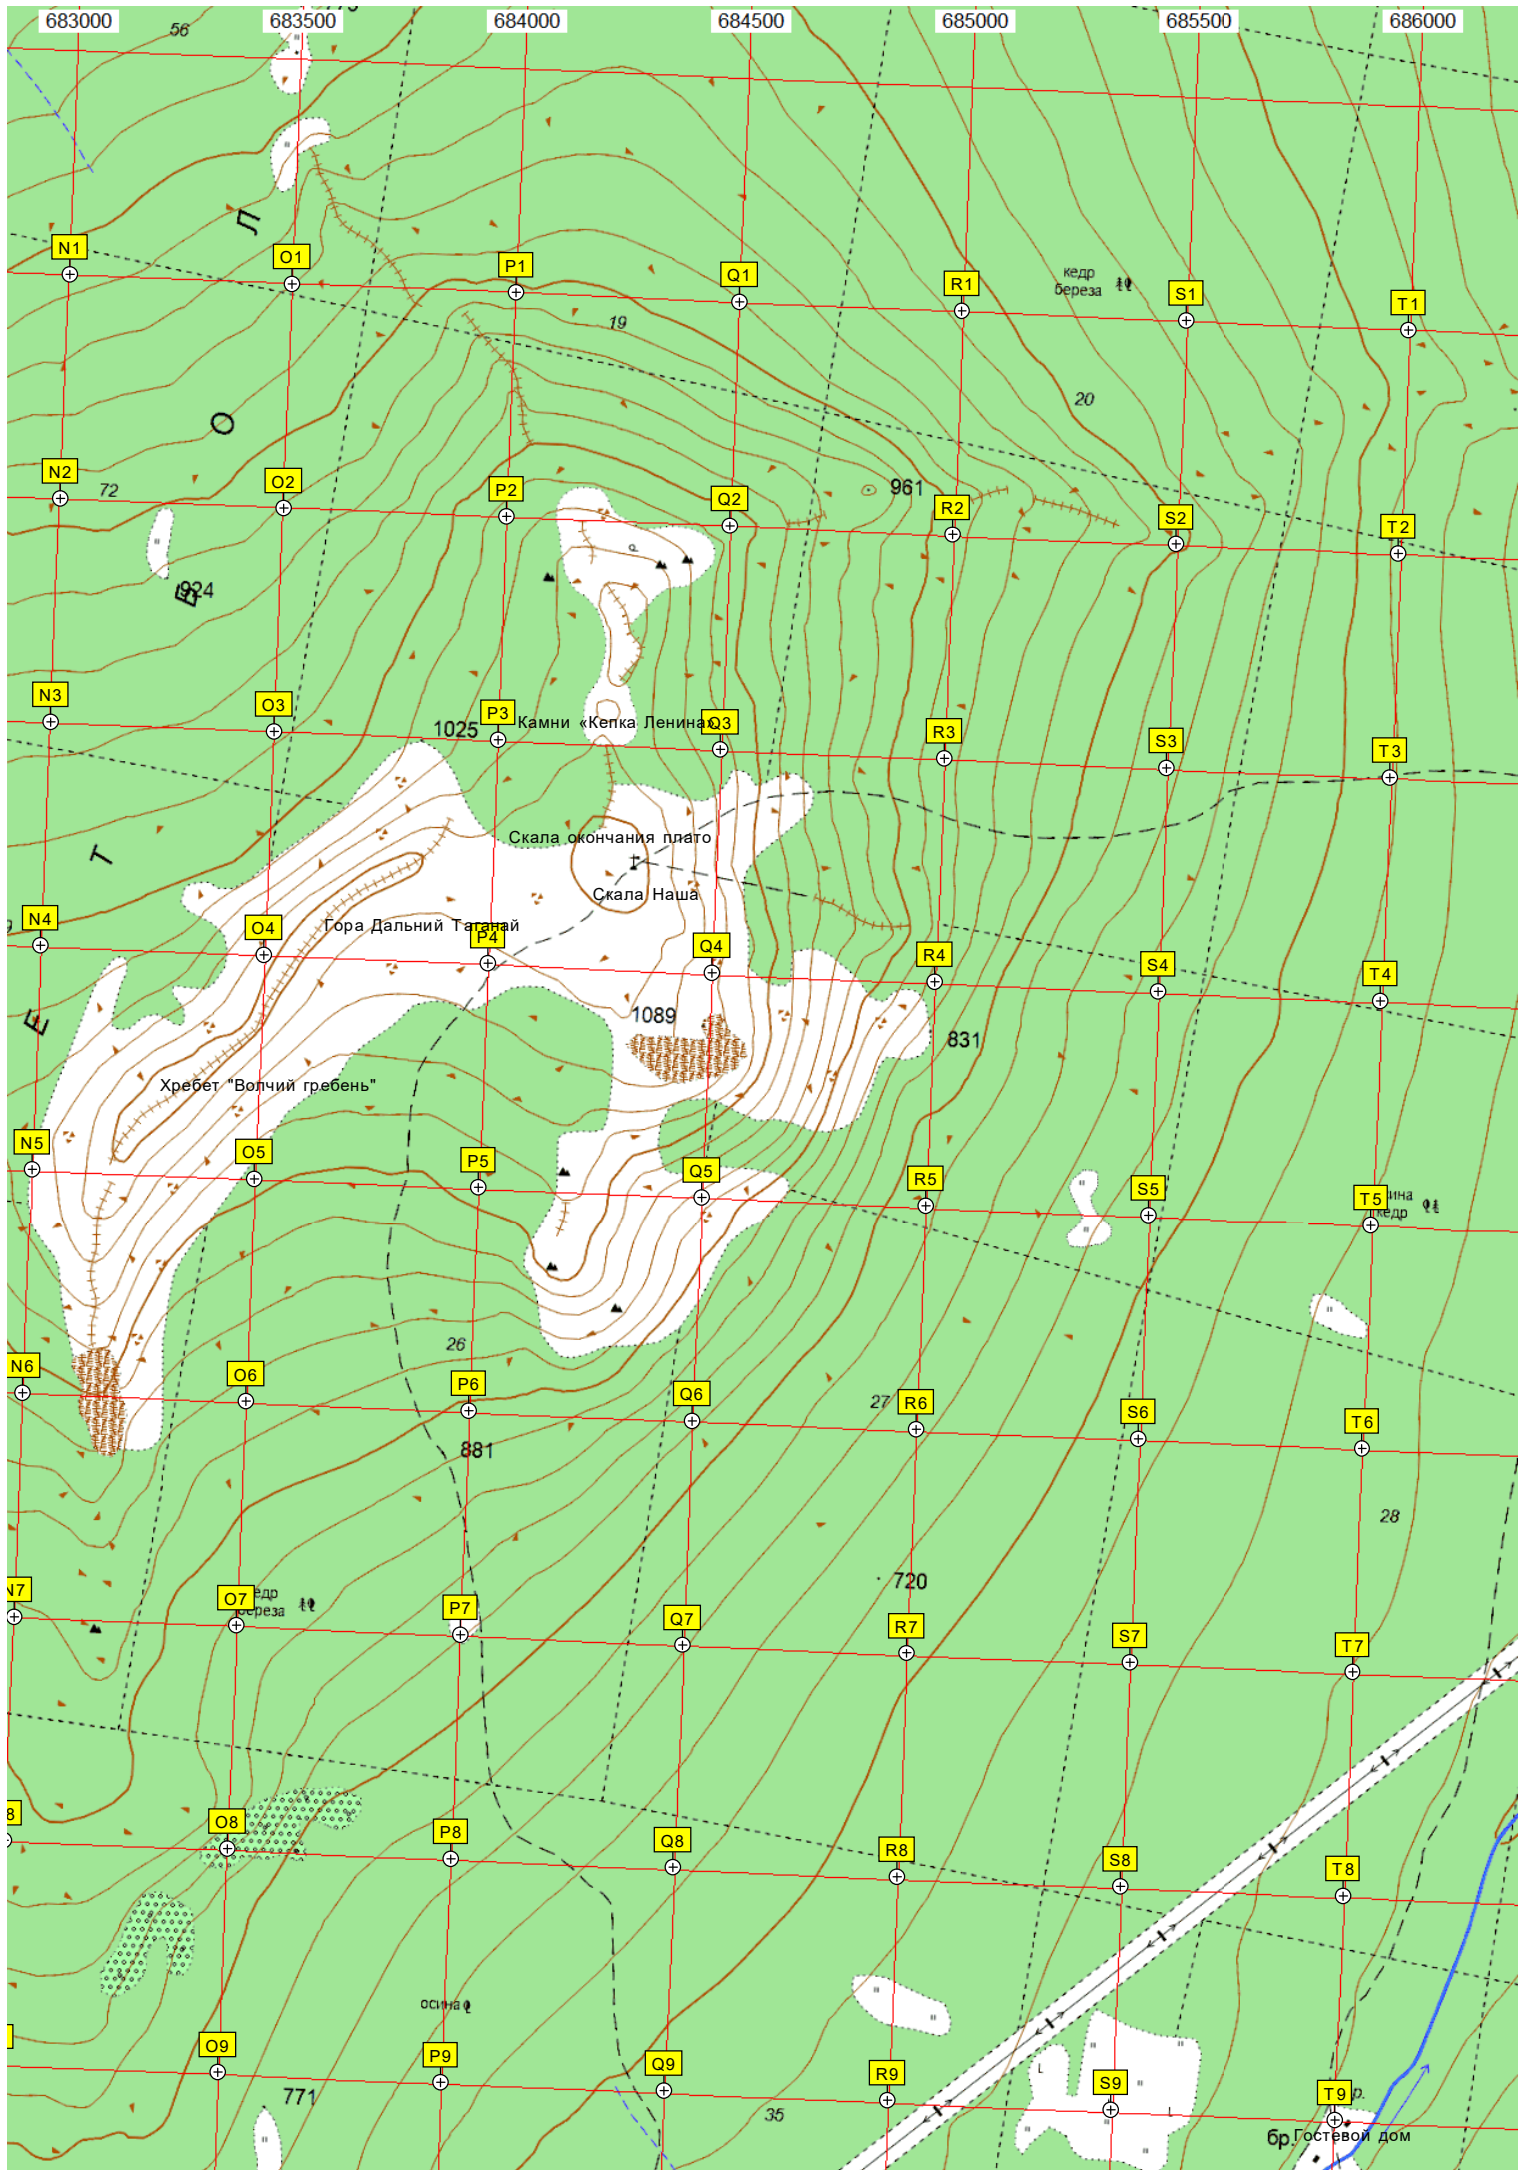 683000 683500 684000 684500 685000 685500 686000
56
Л
N1 O1 P1 Q1 R1 S1 T1
кедр
береза
19
20
О
N2 O2 P2 Q2 R2 S2 T2
72
961
924
В
N3 O3 P3 Q3 R3 S3 T3
1025
Камни «Кепка Ленина»
Скала окончания плато
Т
Скала Наша
Гора Дальний Таганай
N4 O4 P4 Q4 R4 S4 T4
Е
1089
831
Хребет "Волчий гребень"
N5 O5 P5 Q5 R5 S5 T5
кедр
26
N6 O6 P6 Q6 R6 S6 T6
27
881
28
720
N7 O7 P7 Q7 R7 S7 T7
8 O8 P8 Q8 R8 S8 T8
осина
O9 P9 Q9 R9 S9 T9
р.
771
35
бр.
Гостевой дом